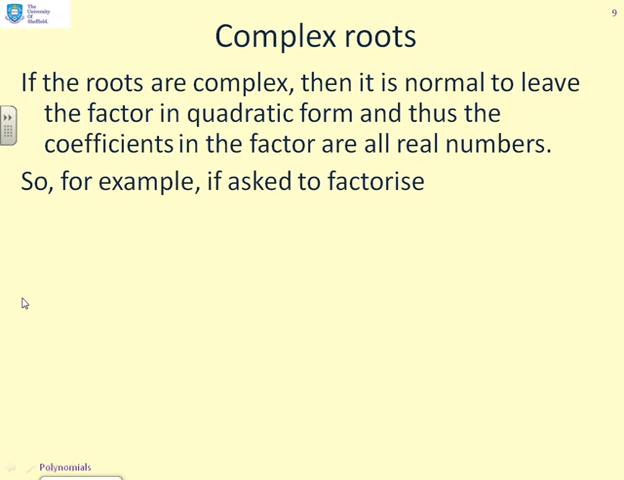 The
University
Of
Sheffield.
9
Complex roots
If the roots are complex, then it is normal to leave
the factor in quadratic form and thus the
coefficients in the factor are all real numbers.
So, for example, if asked to factorise
Polynomials